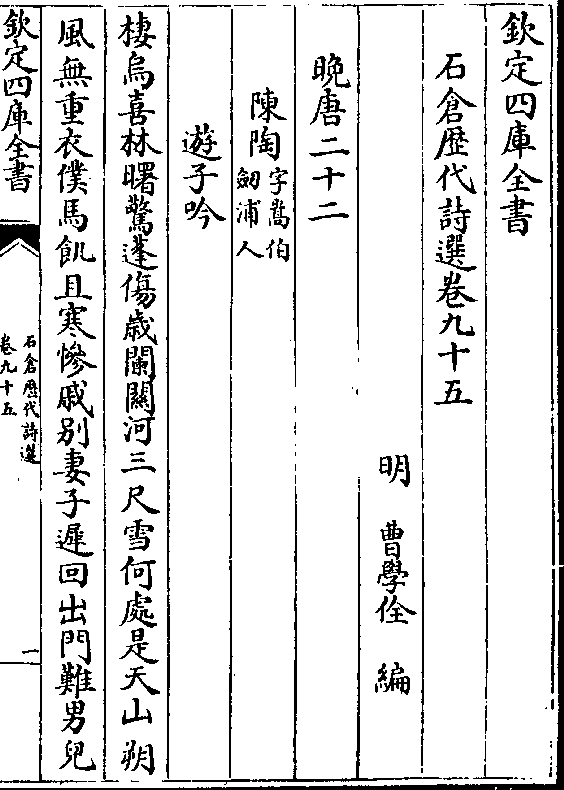 欽定四庫全書
石倉歴代詩選卷九十五
明 曹學佺 編
晚唐二十二
陳陶字嵩伯劒浦人
遊子吟
棲烏喜林曙驚蓬傷歳闌關河三尺雪何處是天山朔
風無重衣僕馬飢且寒慘戚别妻子遲回出門難男兒
欽定四庫全書
石倉歴代詩選
卷九十五
一